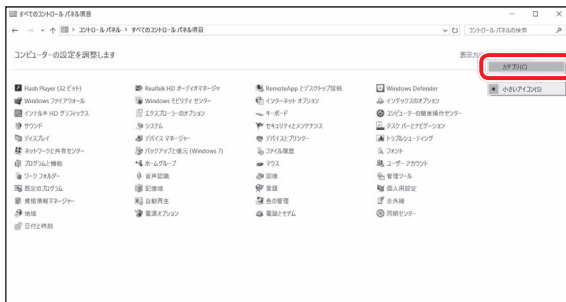 すべてのコントロール パネル項目
コントロール パネル › すべてのコントロール パネル項目
コントロール パネルの検索
コンピューターの設定を調整します
表示方
カテゴリ(C)
小さいアイコン(S)
Flash Player (32 ビット)
Realtek HD オーディオマネージャ
RemoteApp とデスクトップ接続
Windows Defender
Windows ファイアウォール
Windows モビリティ センター
インターネット オプション
インデックスのオプション
インテル® HD グラフィックス
エクスプローラーのオプション
キーボード
コンピューターの簡単操作センター
サウンド
システム
セキュリティとメンテナンス
タスク バーとナビゲーション
ディスプレイ
デバイス マネージャー
デバイスとプリンター
トラブルシューティング
ネットワークと共有センター
バックアップと復元 (Windows 7)
ファイル履歴
フォント
プログラムと機能
ホームグループ
マウス
ユーザー アカウント
ワーク フォルダー
音声認識
回復
管理ツール
既定のプログラム
記憶域
言語
個人用設定
資格情報マネージャー
自動再生
色の管理
赤外線
地域
電源オプション
電話とモデム
同期センター
日付と時刻